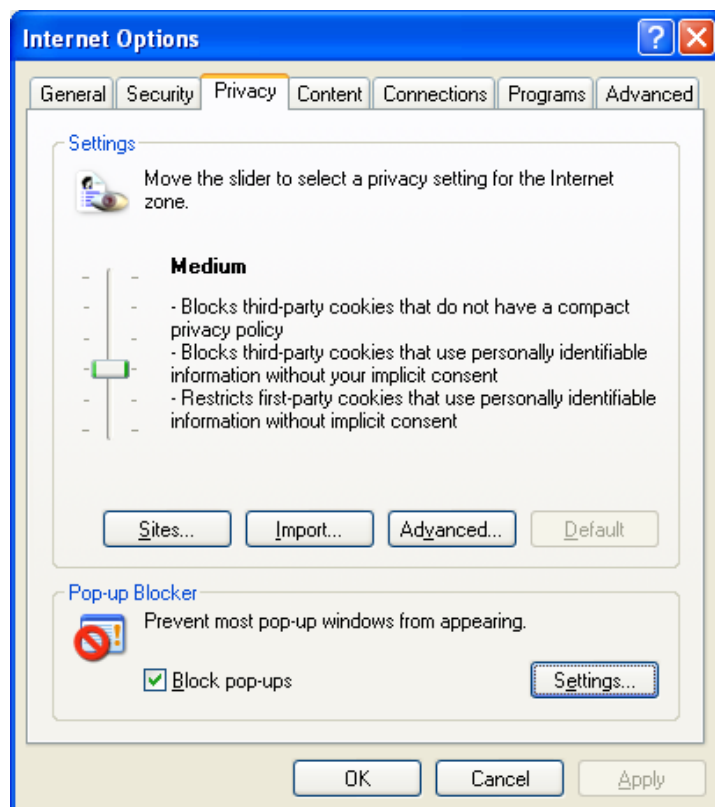 Internet Options
General Security Privacy Content Connections Programs Advanced
Settings
Move the slider to select a privacy setting for the Internet
zone.
Medium
- Blocks third-party cookies that do not have a compact
privacy policy
- Blocks third-party cookies that use personally identifiable
information without your implicit consent
- Restricts first-party cookies that use personally identifiable
information without implicit consent
Sites... Import... Advanced... Default
Pop-up Blocker
Prevent most pop-up windows from appearing.
Block pop-ups Settings...
OK Cancel Apply